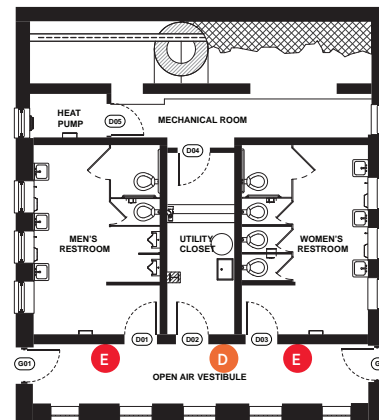 HEAT
PUMP
D05
MECHANICAL ROOM
D04
MEN'S
RESTROOM
UTILITY
CLOSET
WOMEN'S
RESTROOM
D01
D02
D03
G01
E
D
E
OPEN AIR VESTIBULE